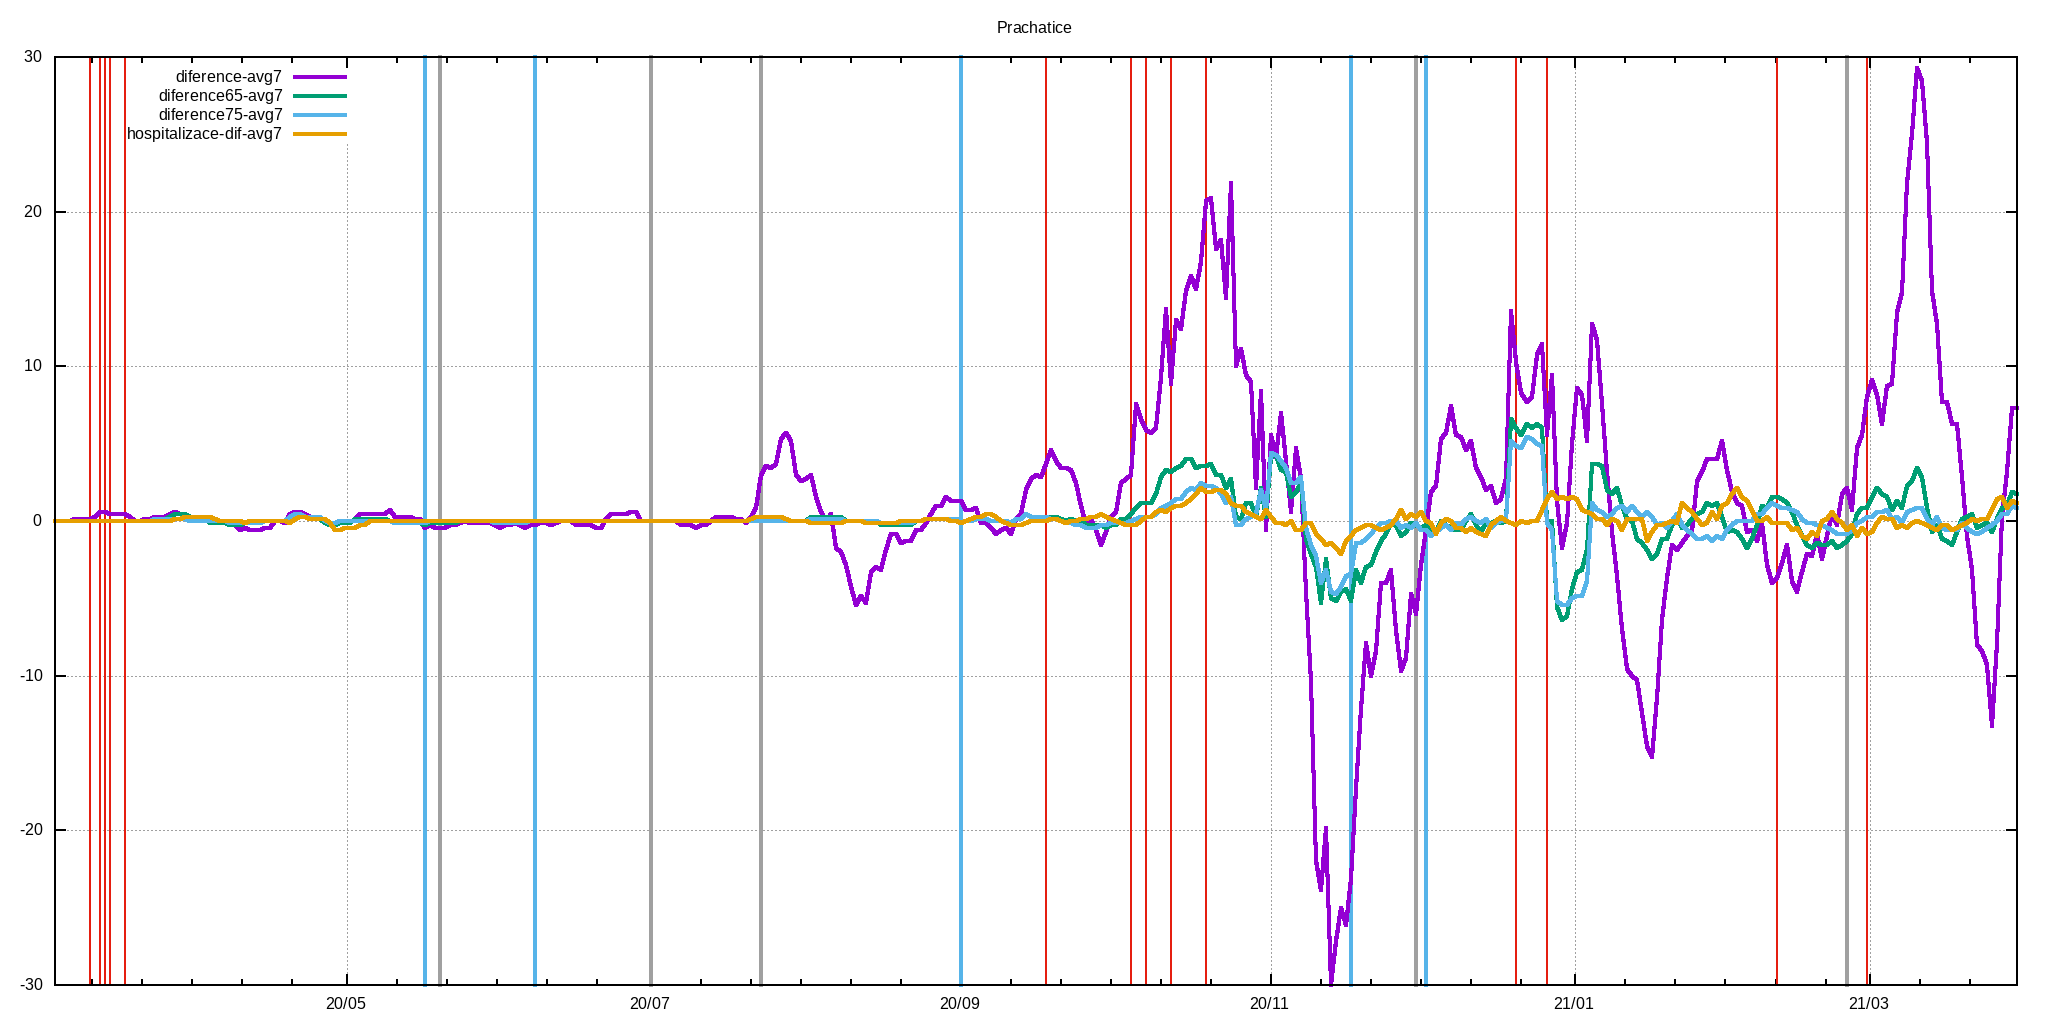 Prachatice
diference-avg7
diference65-avg7
diference75-avg7
hospitalizace-dif-avg7
30
20
10
0
-10
-20
-30
20/05 20/07 20/09 20/11 21/01 21/03